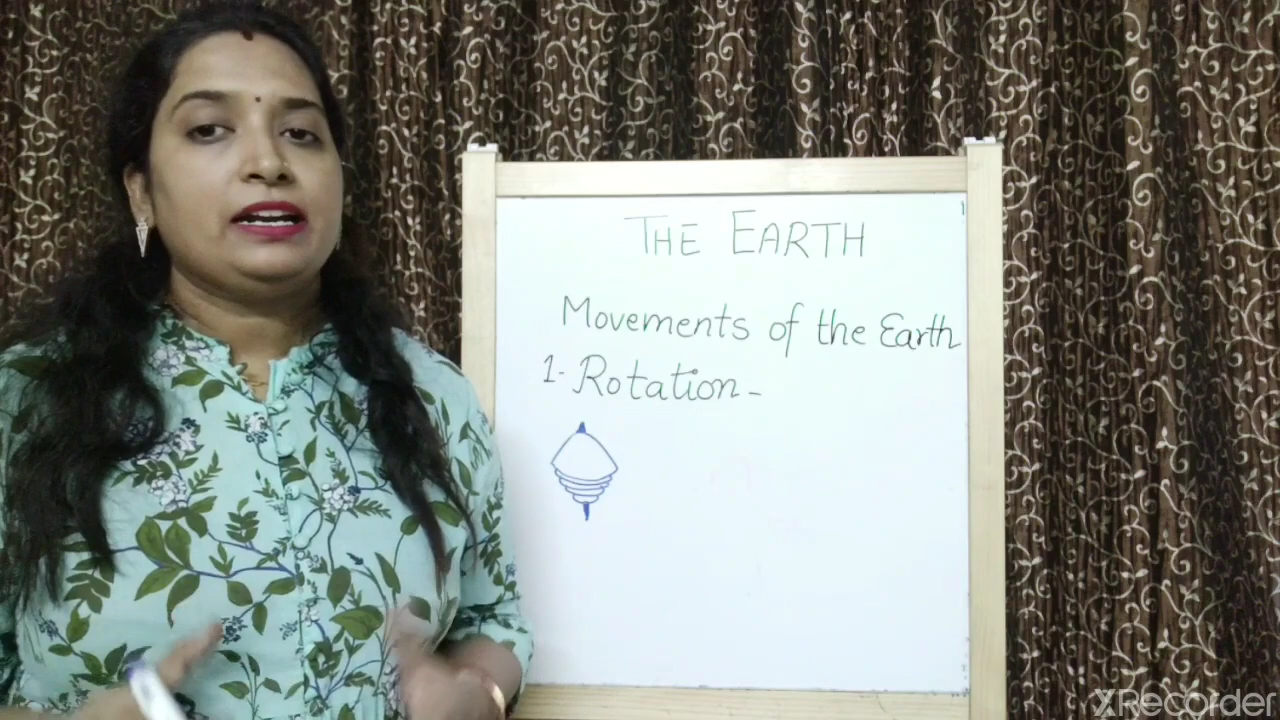 THE EARTH
Movements of the Earth
1- Rotation -
XRecorder